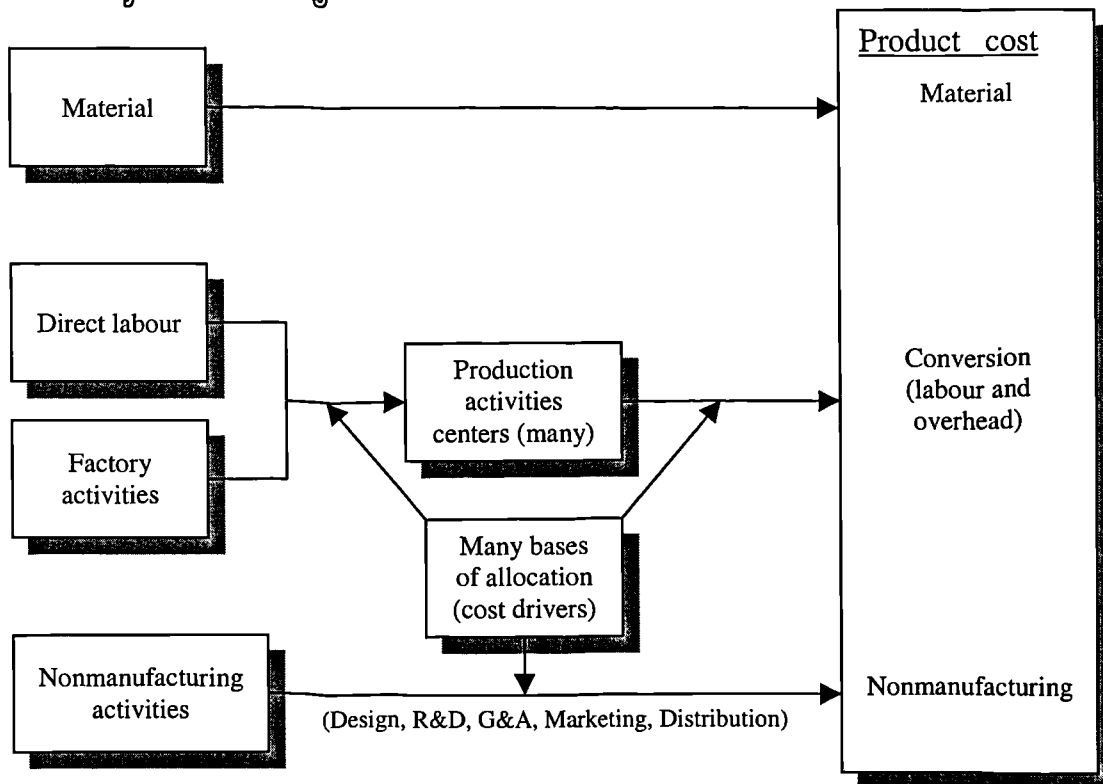 Product cost
Material
Material
Direct labour
Production
activities
centers (many)
Conversion
(labour and
overhead)
Factory
activities
Many bases
of allocation
(cost drivers)
Nonmanufacturing
activities
Nonmanufacturing
(Design, R&D, G&A, Marketing, Distribution)